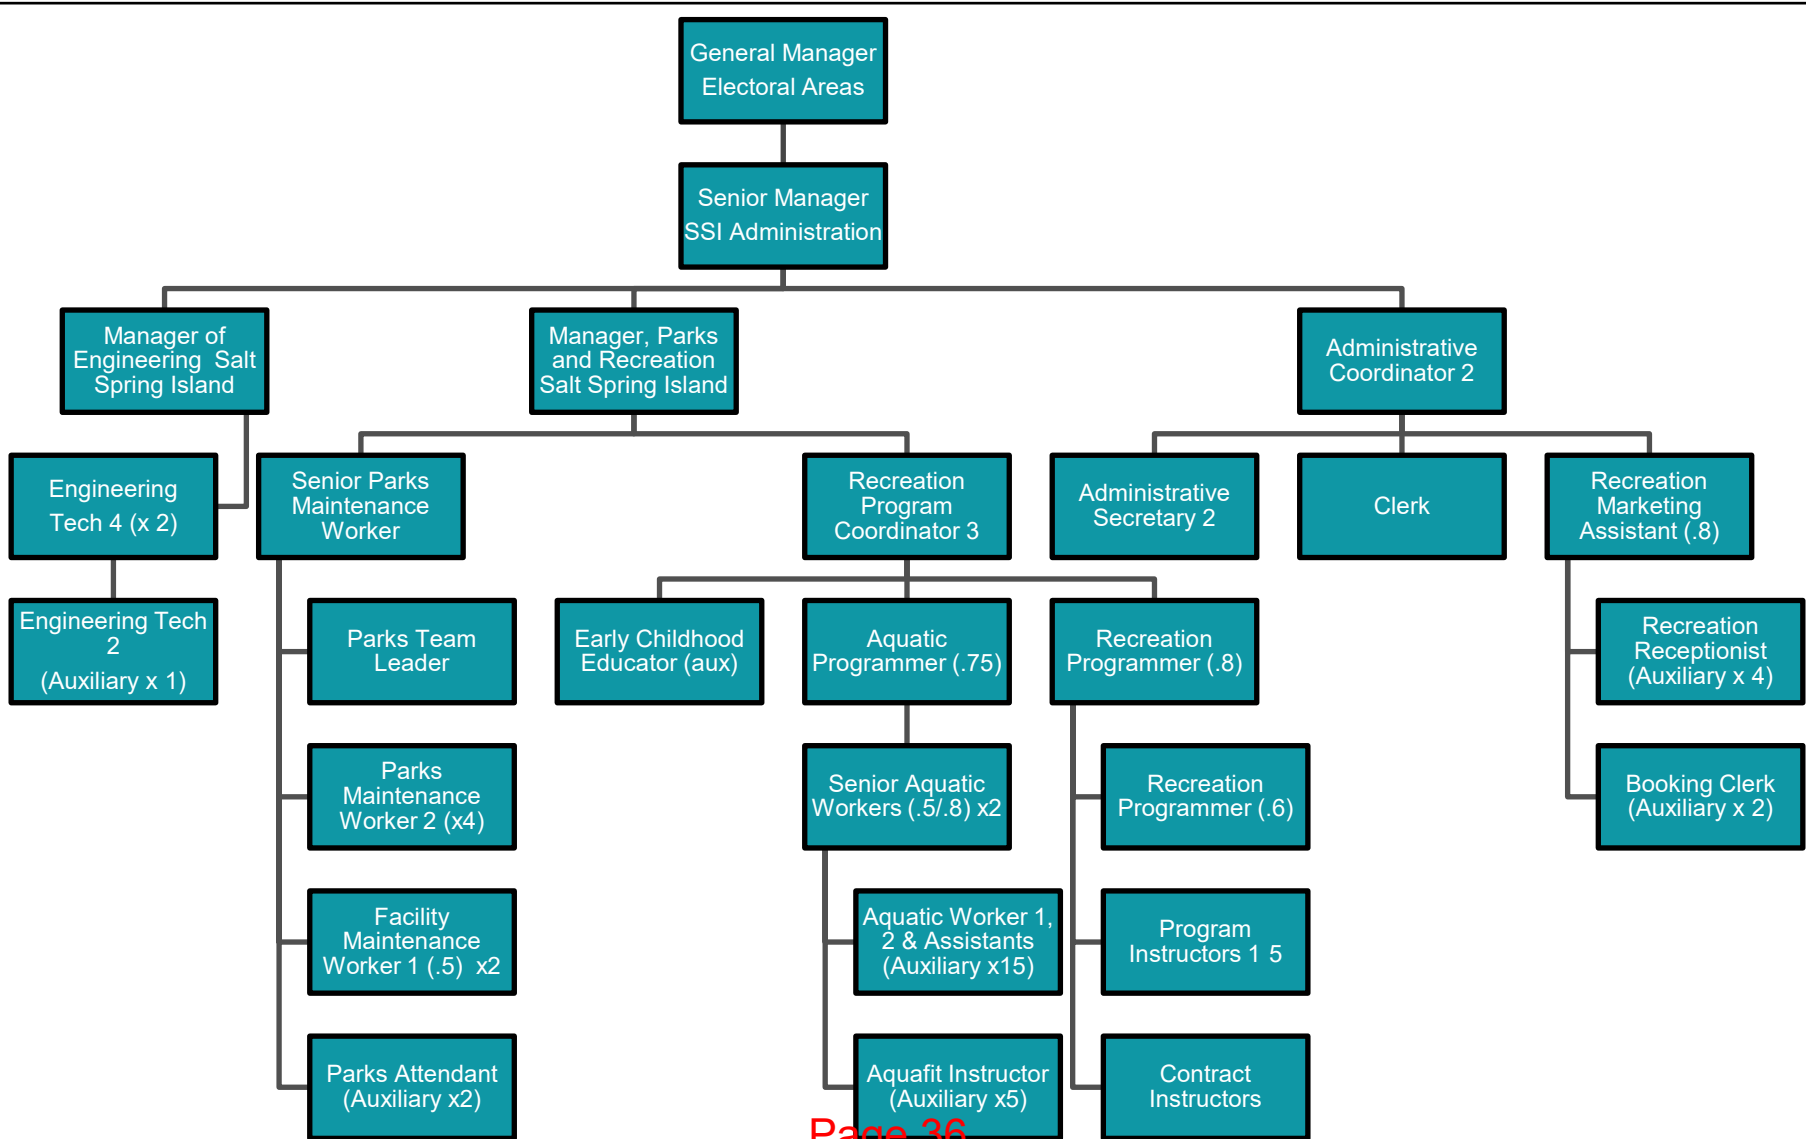 General Manager
Electoral Areas
Senior Manager
SSI Administration
Manager of
Engineering  Salt
Spring Island
Manager, Parks
and Recreation
Salt Spring Island
Administrative
Coordinator 2
Engineering
Tech 4 (x 2)
Senior Parks
Maintenance
Worker
Recreation
Program
Coordinator 3
Administrative
Secretary 2
Clerk
Recreation
Marketing
Assistant (.8)
Engineering Tech
2
(Auxiliary x 1)
Parks Team
Leader
Early Childhood
Educator (aux)
Aquatic
Programmer (.75)
Recreation
Programmer (.8)
Recreation
Receptionist
(Auxiliary x 4)
Parks
Maintenance
Worker 2 (x4)
Senior Aquatic
Workers (.5/.8) x2
Recreation
Programmer (.6)
Booking Clerk
(Auxiliary x 2)
Facility
Maintenance
Worker 1 (.5)  x2
Aquatic Worker 1,
2 & Assistants
(Auxiliary x15)
Program
Instructors 1 5
Parks Attendant
(Auxiliary x2)
Aquafit Instructor
(Auxiliary x5)
Contract
Instructors
Page 36